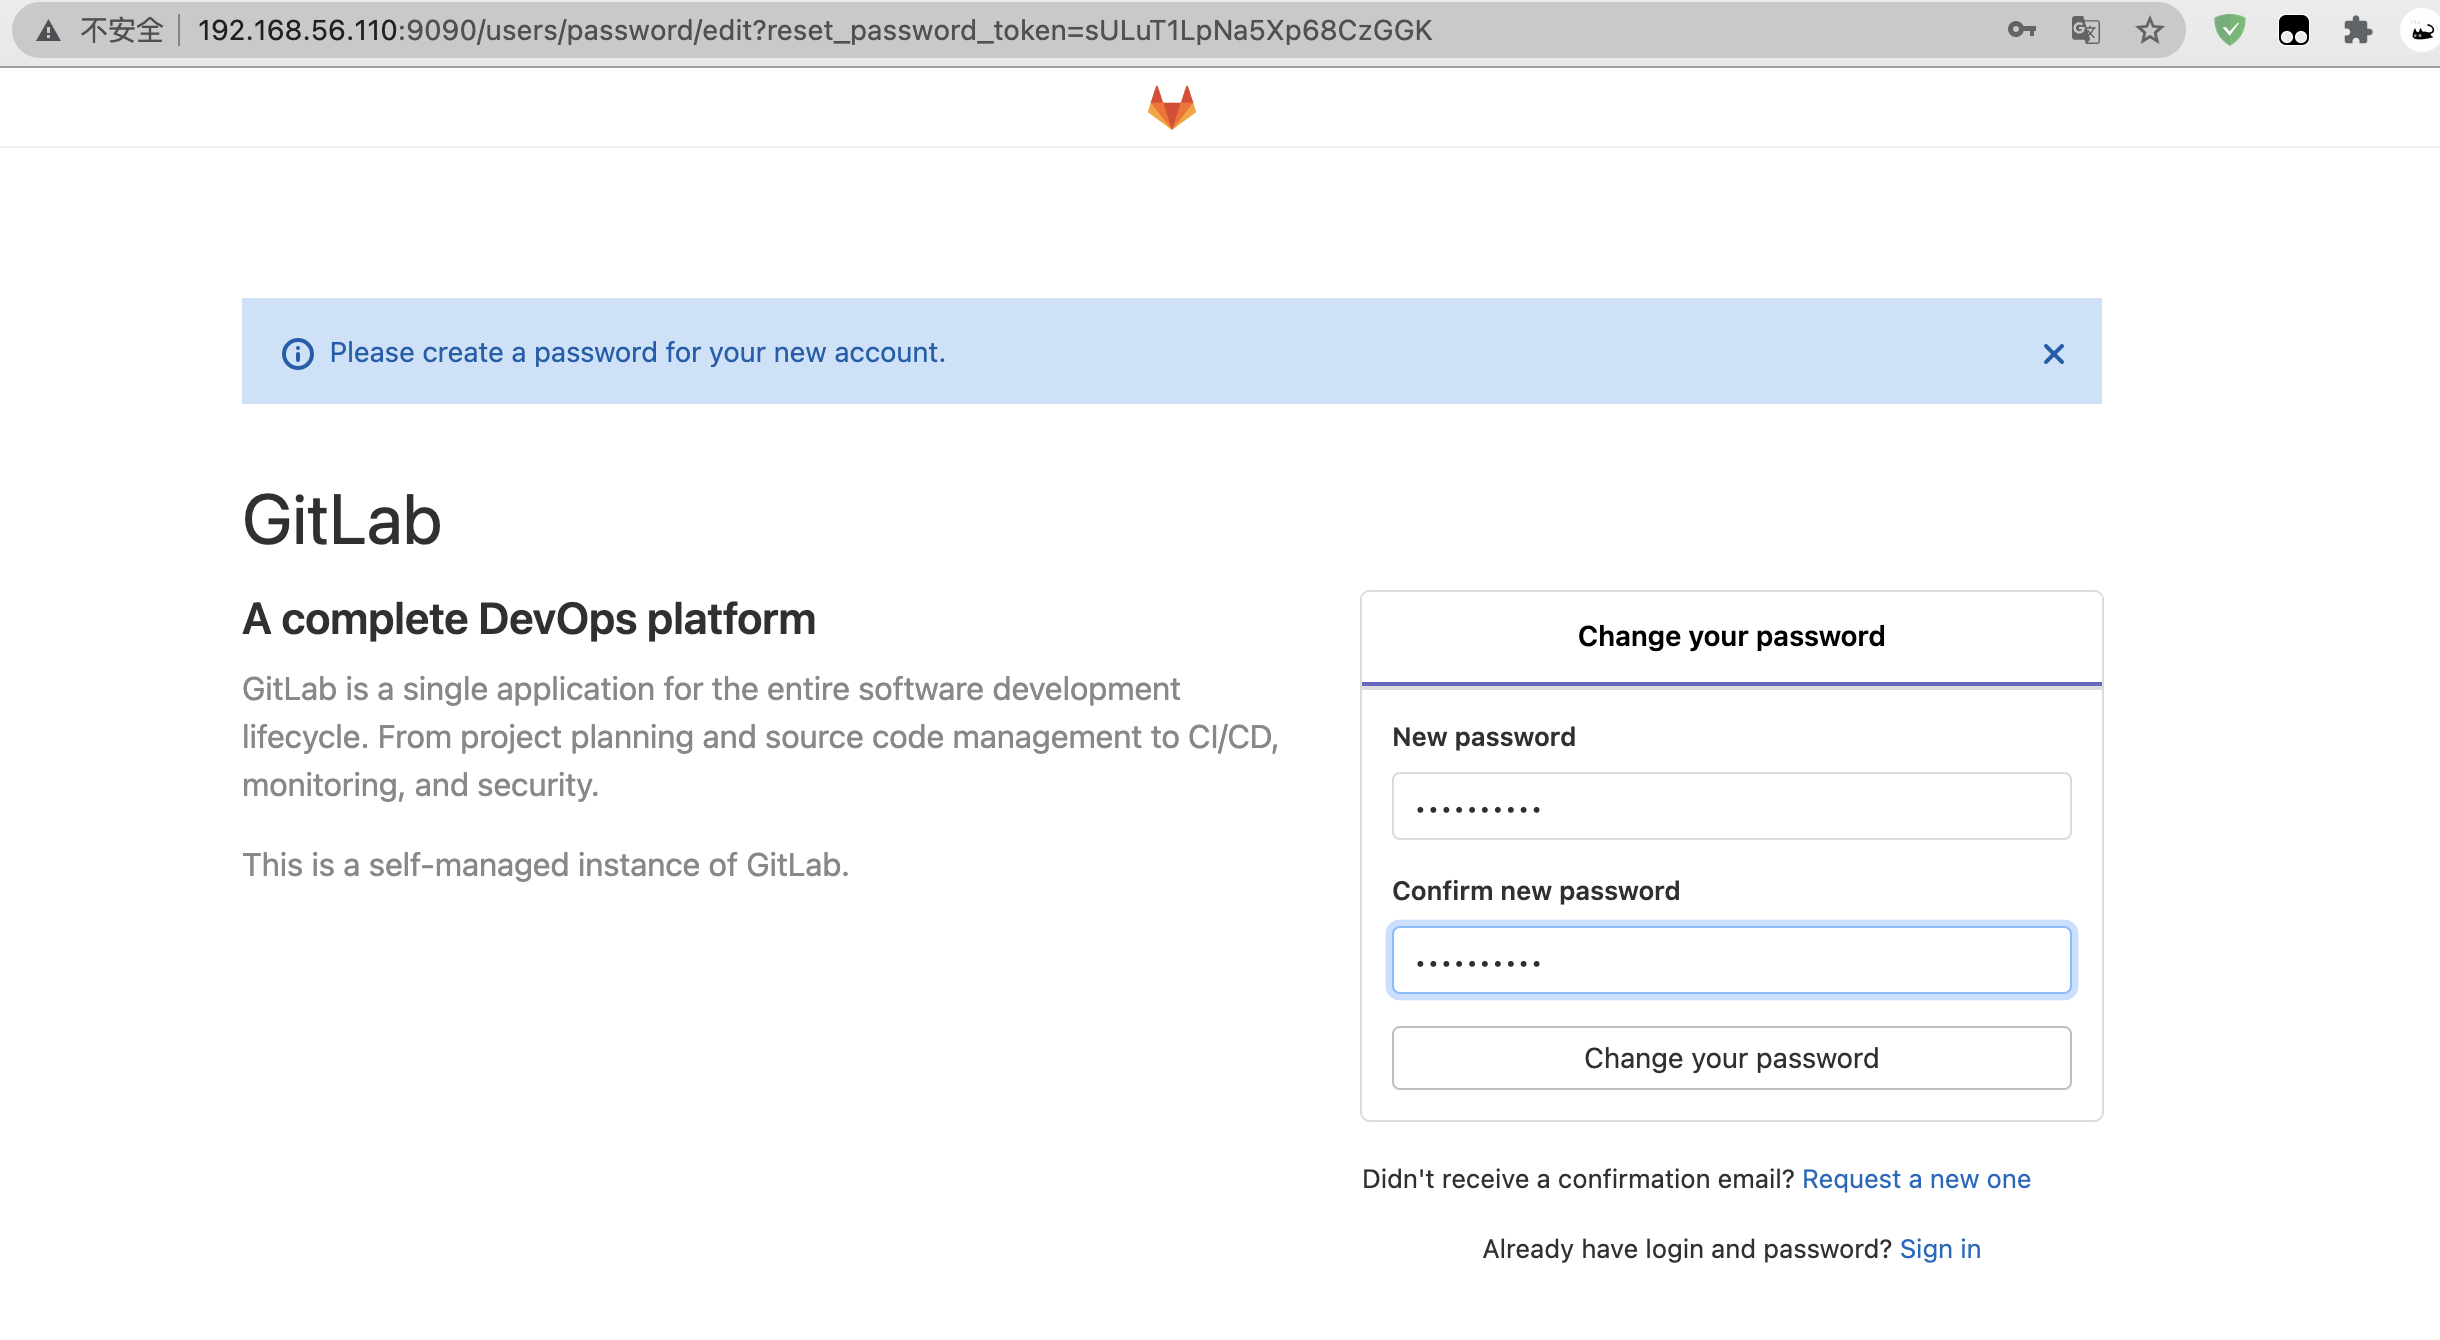 不安全 192.168.56.110:9090/users/password/edit?reset_password_token=sULuT1LpNa5Xp68CzGGK
Please create a password for your new account.
GitLab
A complete DevOps platform
GitLab is a single application for the entire software development
lifecycle. From project planning and source code management to CI/CD,
monitoring, and security.
This is a self-managed instance of GitLab.
Change your password
New password
••••••••••
Confirm new password
••••••••••
Change your password
Didn't receive a confirmation email? Request a new one
Already have login and password? Sign in